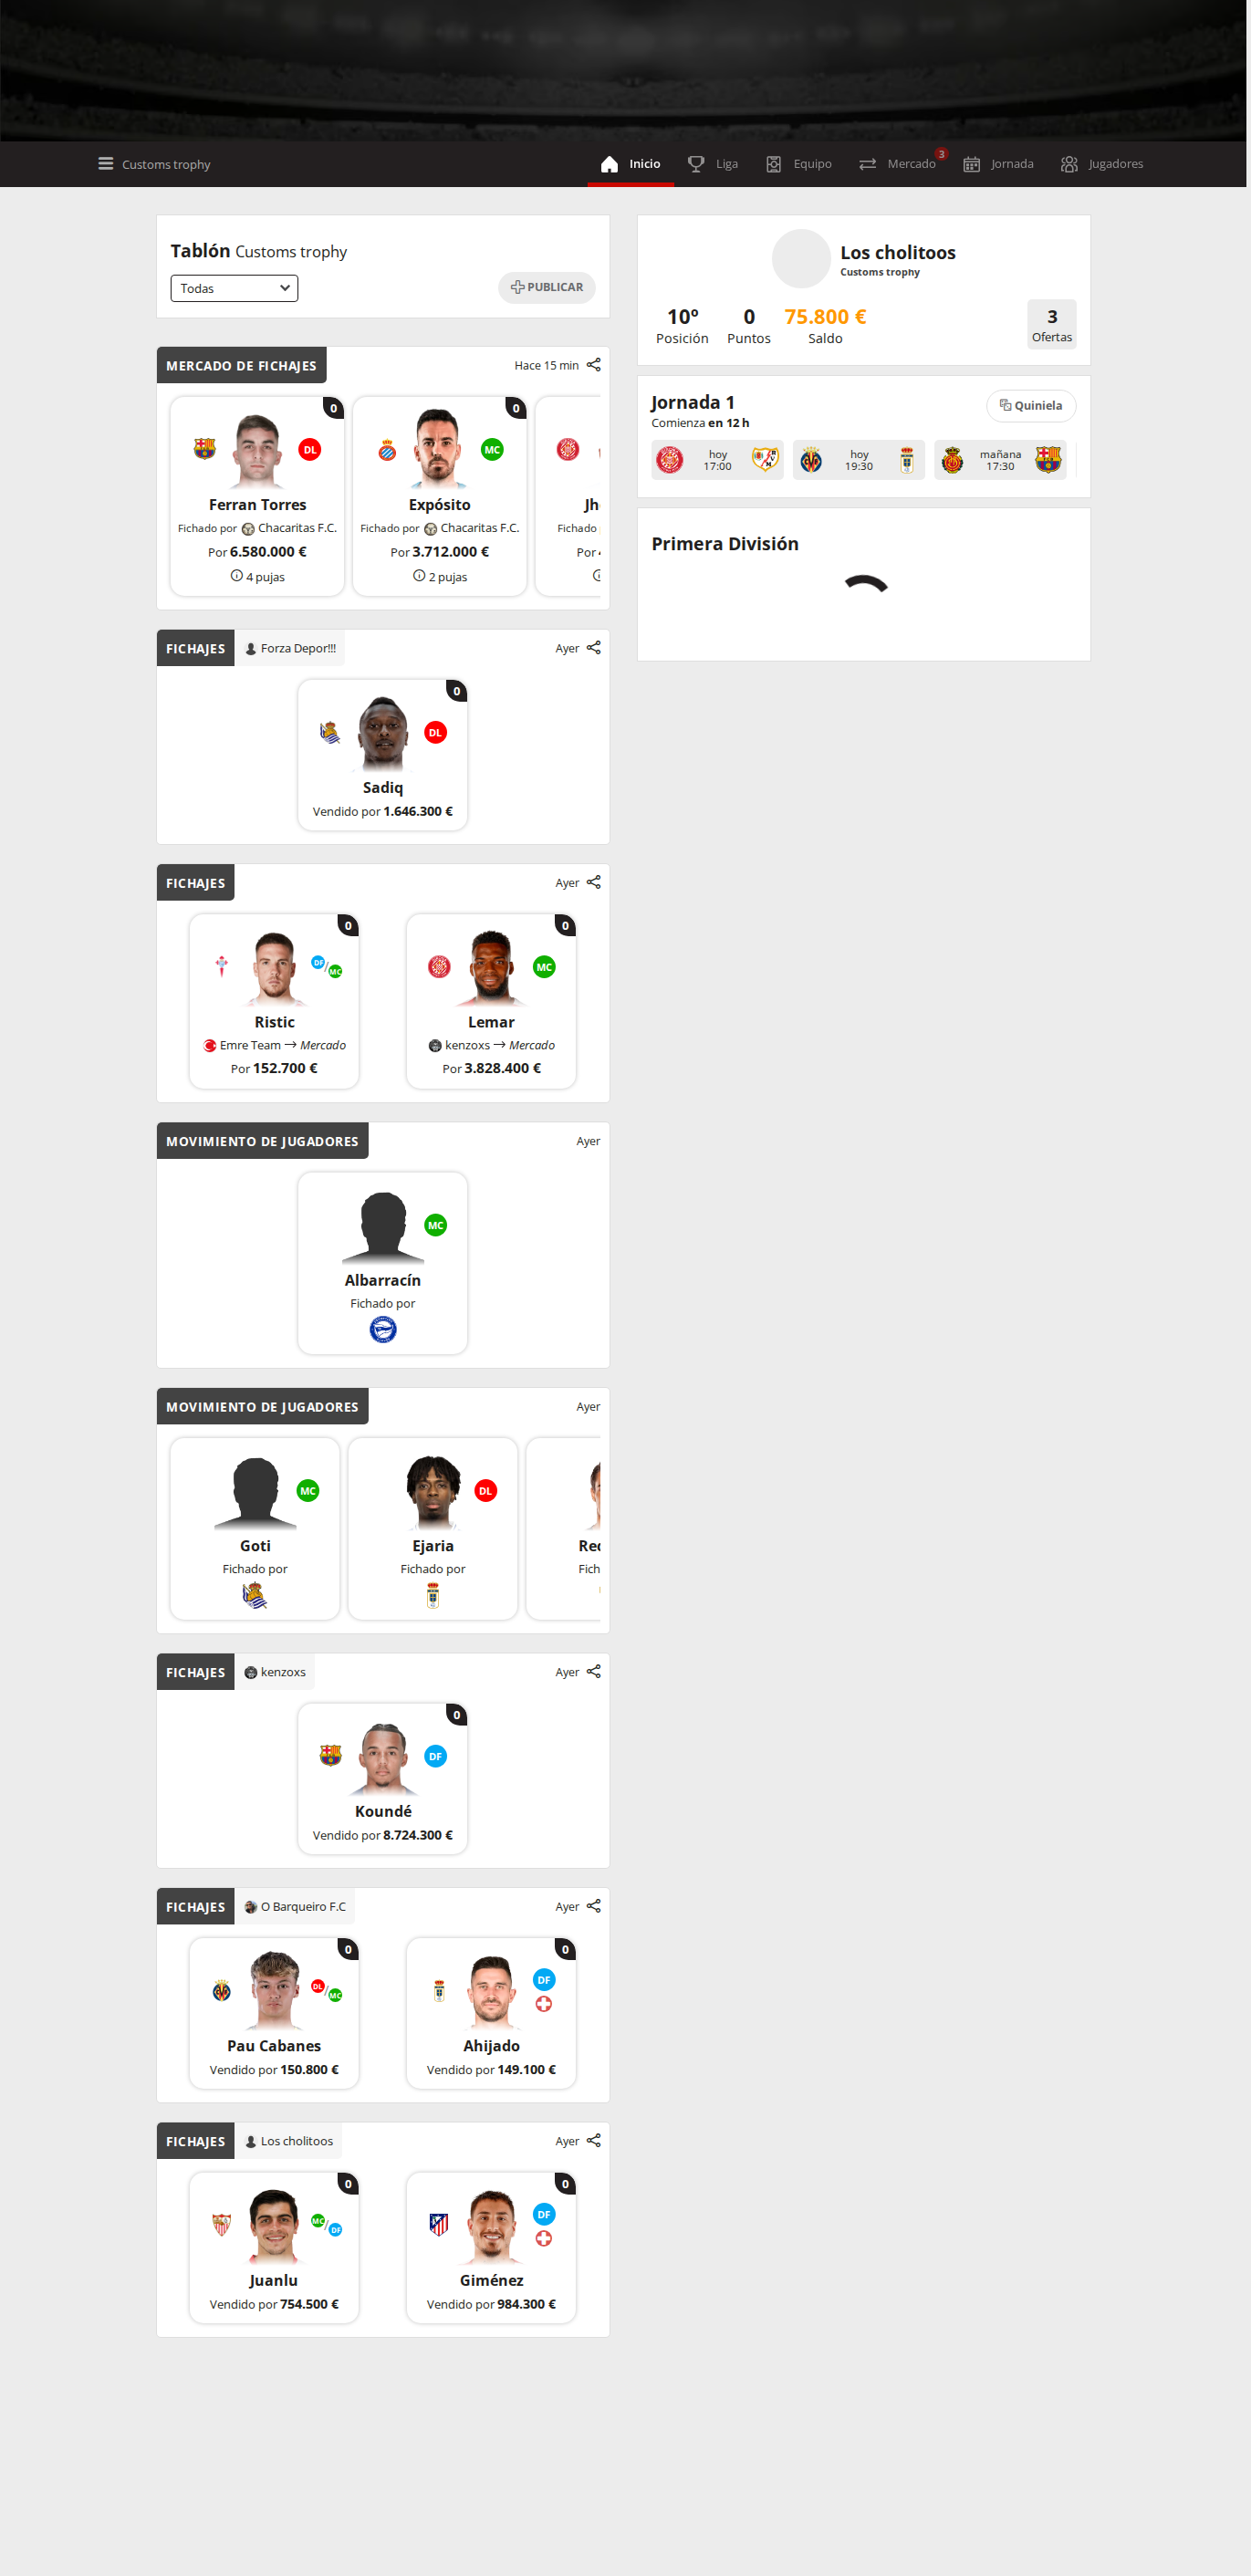 Customs trophy
Inicio
Liga
Equipo
Mercado 3
Jornada
Jugadores
Tablón Customs trophy
Todas
PUBLICAR
MERCADO DE FICHAJES
Hace 15 min
0
DL
Ferran Torres
Fichado por Chacaritas F.C.
Por 6.580.000 €
4 pujas
0
MC
Expósito
Fichado por Chacaritas F.C.
Por 3.712.000 €
2 pujas
Fichado
Por
FICHAJES
Forza Depor!!!
Ayer
0
DL
Sadiq
Vendido por 1.646.300 €
FICHAJES
Ayer
0
DF/MC
Ristic
Emre Team → Mercado
Por 152.700 €
0
MC
Lemar
kenzoxs → Mercado
Por 3.828.400 €
MOVIMIENTO DE JUGADORES
Ayer
MC
Albarracín
Fichado por
MOVIMIENTO DE JUGADORES
Ayer
MC
Goti
Fichado por
DL
Ejaria
Fichado por
FICHAJES
kenzoxs
Ayer
0
DF
Koundé
Vendido por 8.724.300 €
FICHAJES
O Barqueiro F.C
Ayer
0
DL/MC
Pau Cabanes
Vendido por 150.800 €
0
DF
Ahijado
Vendido por 149.100 €
FICHAJES
Los cholitoos
Ayer
0
MC/DF
Juanlu
Vendido por 754.500 €
0
DF
Giménez
Vendido por 984.300 €
Los cholitoos
Customs trophy
10º
Posición
0
Puntos
75.800 €
Saldo
3
Ofertas
Jornada 1
Comienza en 12 h
Quiniela
hoy
17:00
hoy
19:30
mañana
17:30
Primera División